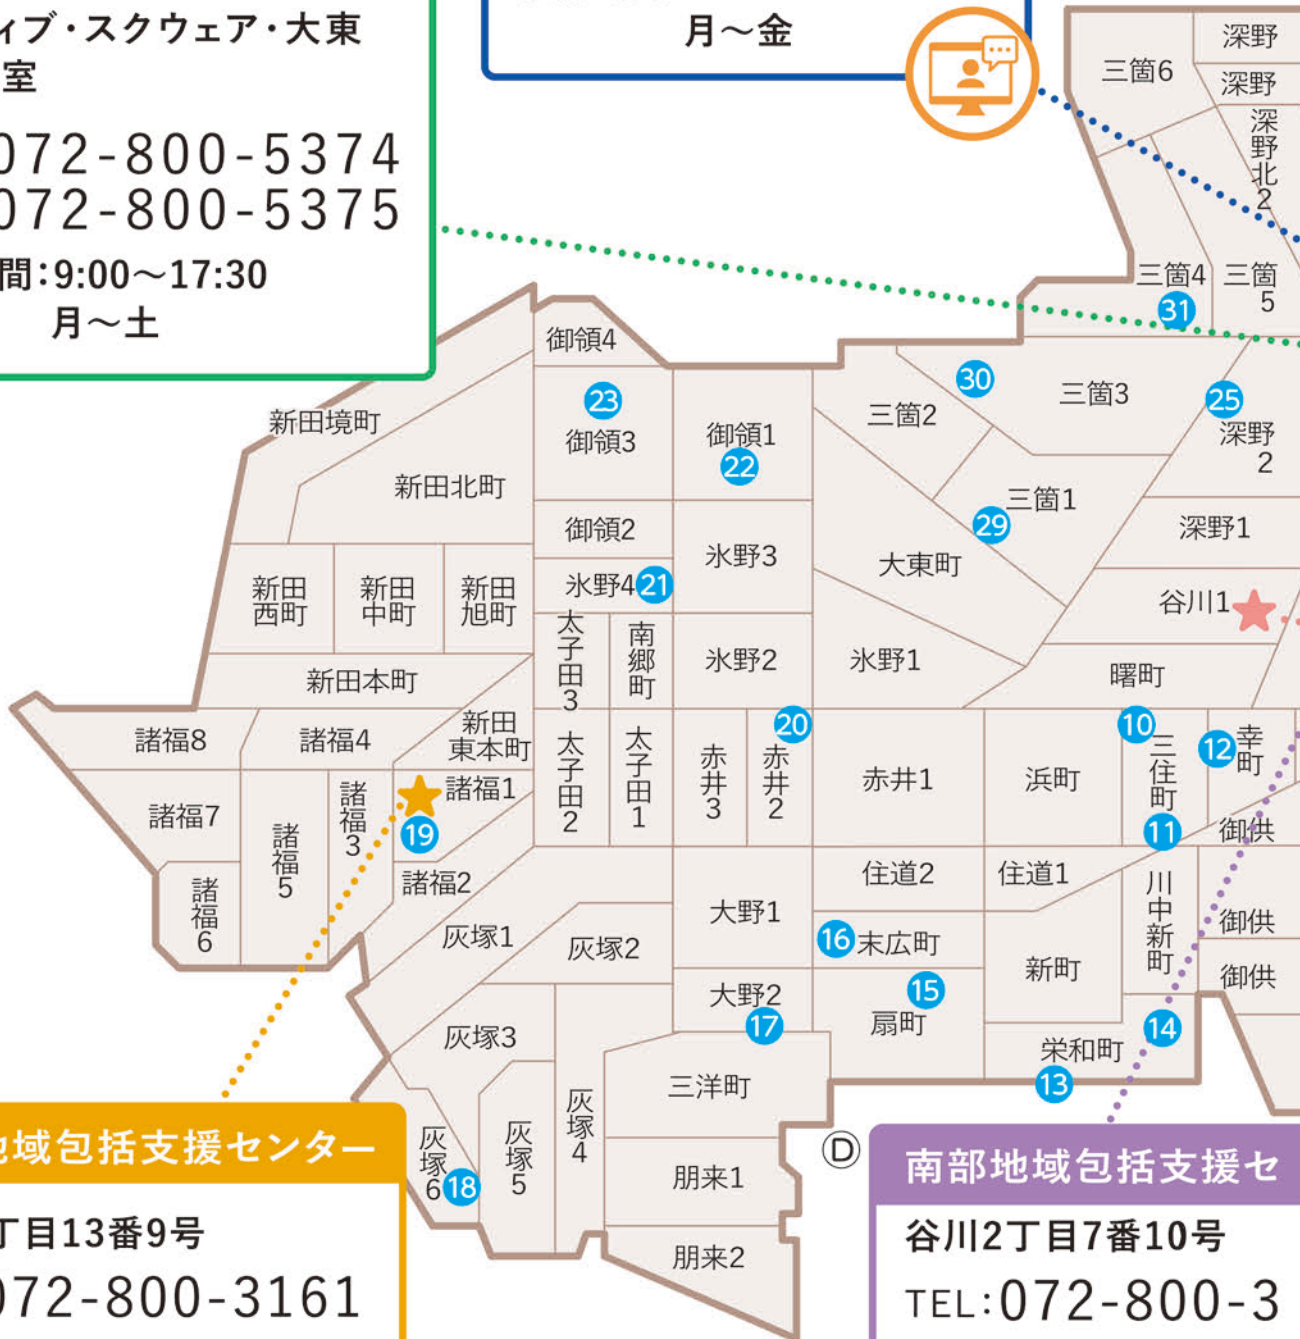 ィブ・スクウェア・大東
室
072-800-5374
072-800-5375
間：9:00〜17:30
月〜土
月〜金
三箇6
深野
深野
深野北2
三箇4
31
三箇
5
御領4
新田境町
23
御領3
御領1
22
30
三箇2
三箇3
25
深野
2
新田北町
三箇1
29
御領2
氷野3
大東町
深野1
新田
西町
新田
中町
新田
旭町
氷野4
21
谷川1
太子田3
南郷町
氷野2
氷野1
曙町
新田本町
諸福8
諸福4
新田
東本町
太子田2
太子田1
赤井3
20
赤井2
赤井1
浜町
10
三住町
11
12
幸町
諸福7
諸福5
諸福3
諸福1
19
諸福2
諸福6
御供
住道2
住道1
川中新町
灰塚1
灰塚2
大野1
16
末広町
新町
御供
御供
灰塚3
大野2
17
15
扇町
栄和町
14
13
三洋町
灰塚6
18
灰塚5
灰塚4
朋来1
朋来2
地域包括支援センター
丁目13番9号
072-800-3161
D
南部地域包括支援セ
谷川2丁目7番10号
TEL:072-800-3